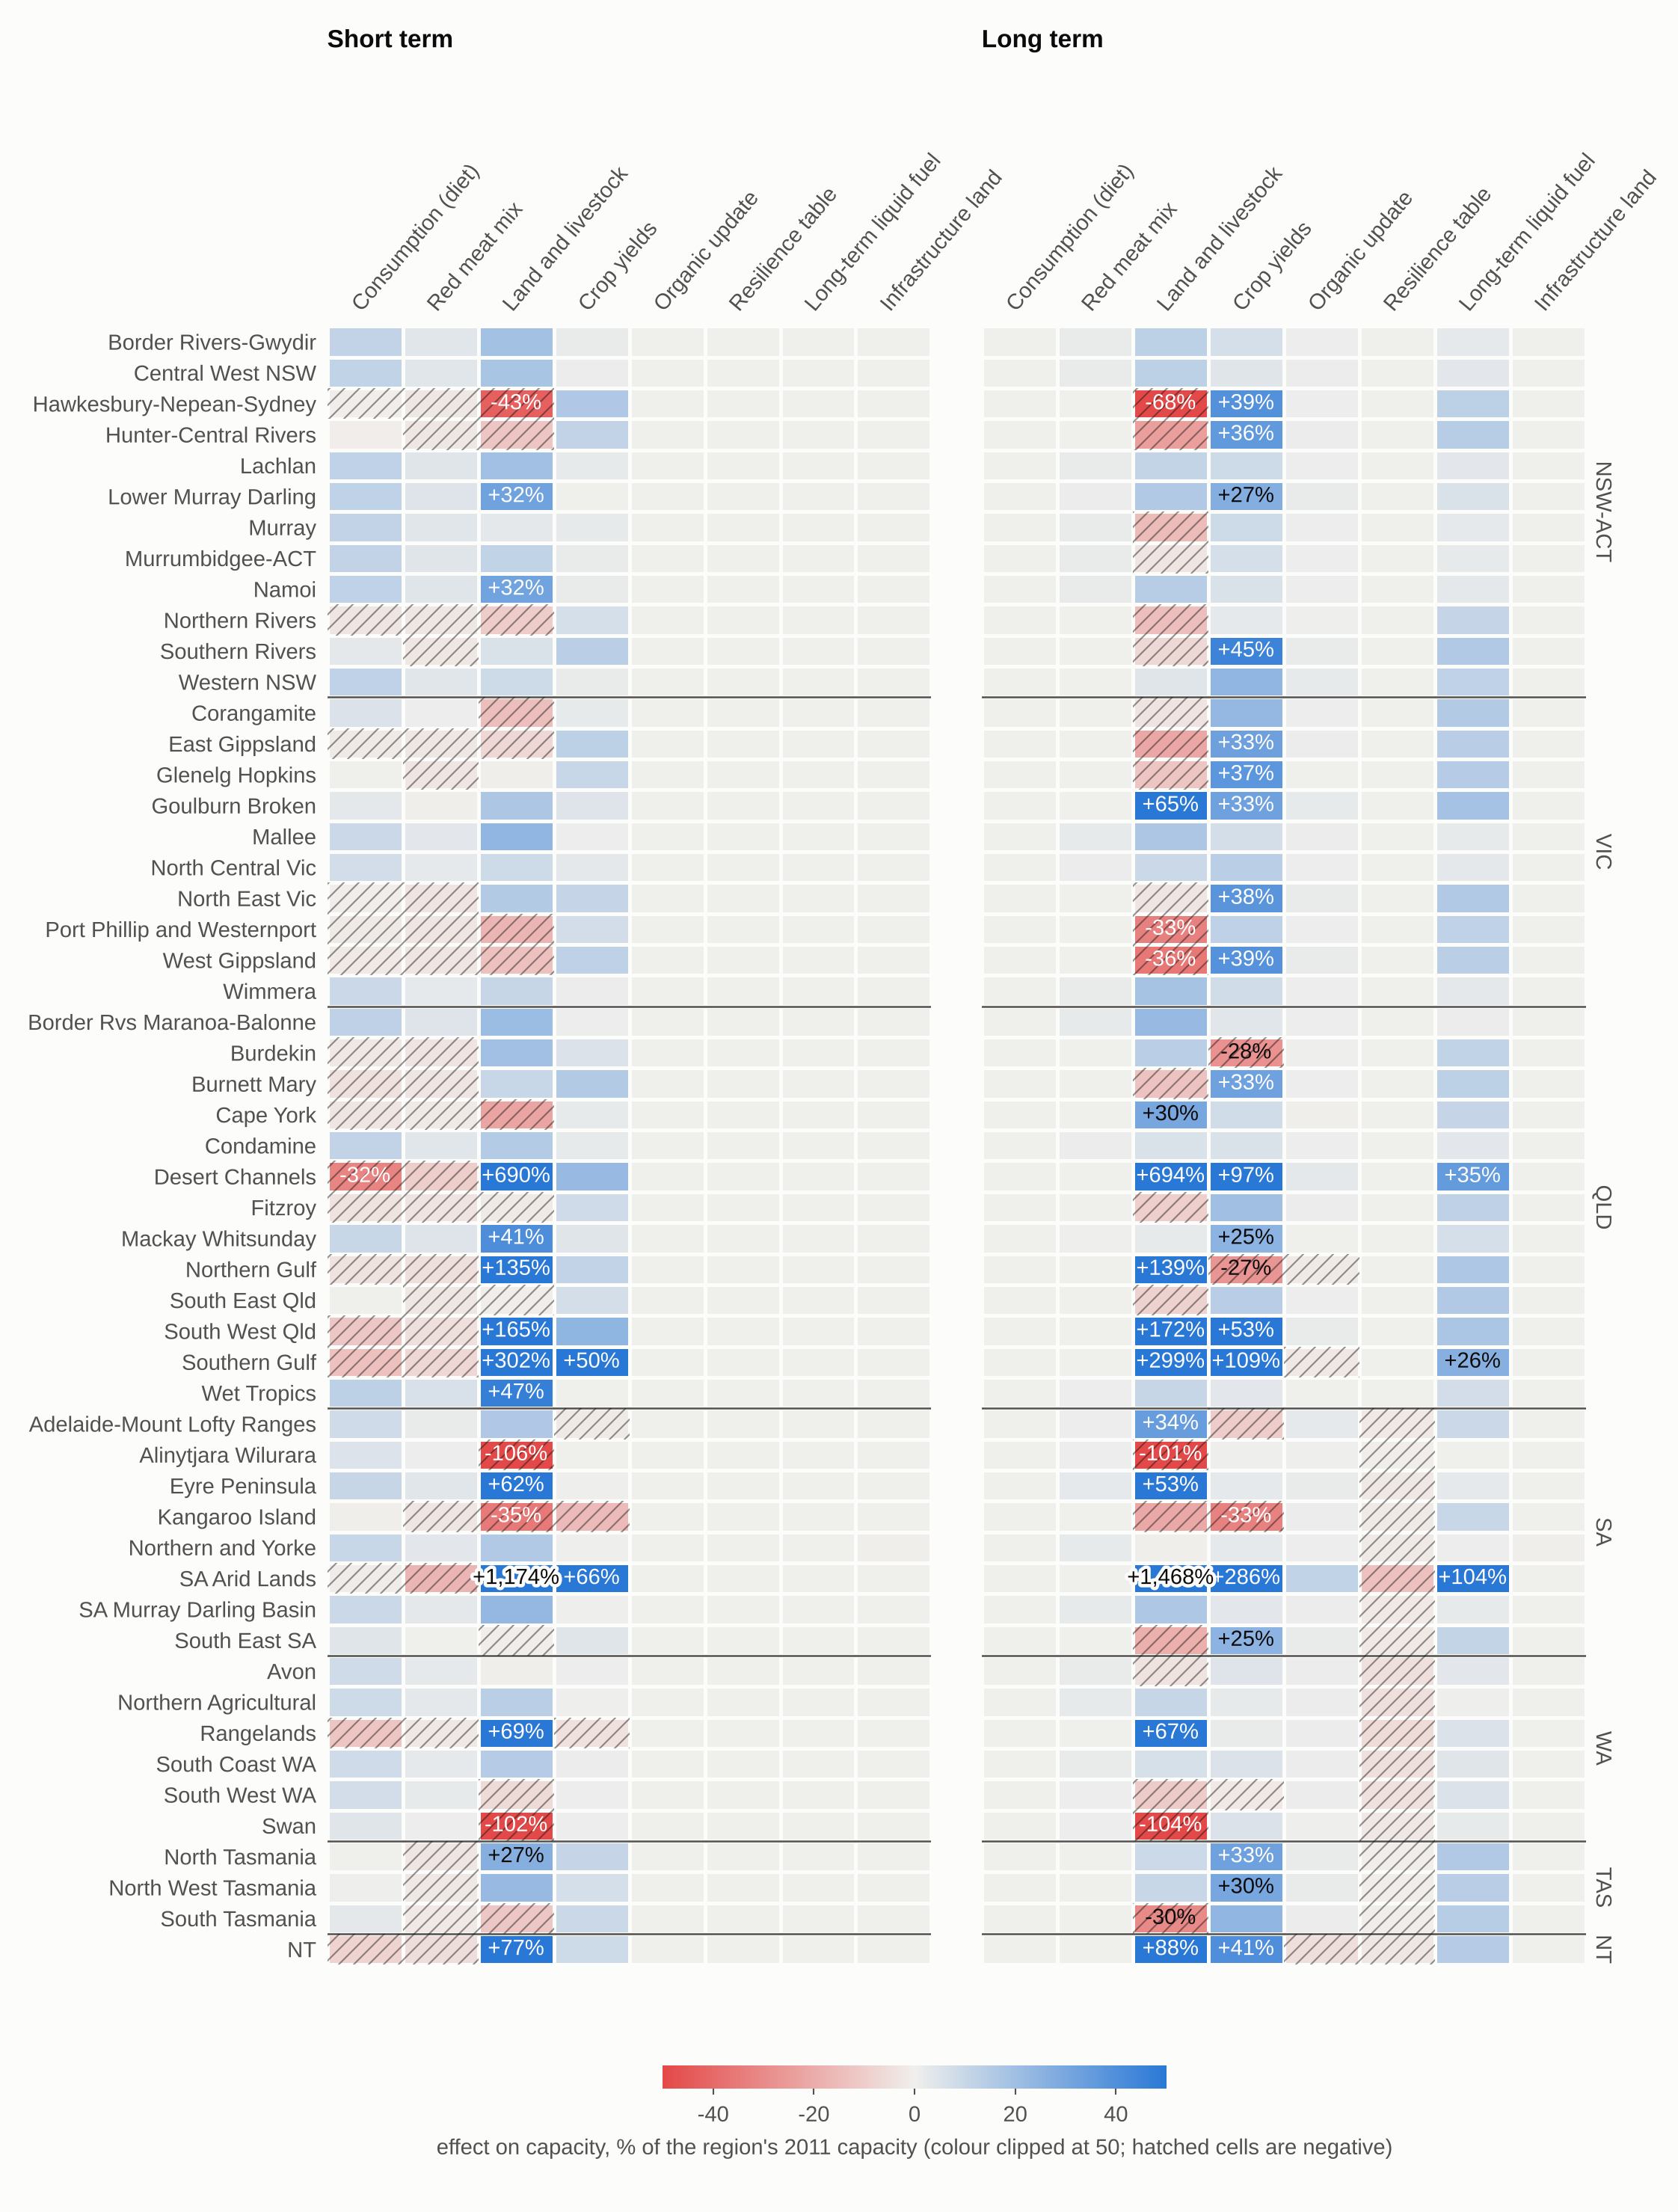 Short term
Long term
Consumption (diet)
Red meat mix
Land and livestock
Crop yields
Organic update
Resilience table
Long-term liquid fuel
Infrastructure land
Consumption (diet)
Red meat mix
Land and livestock
Crop yields
Organic update
Resilience table
Long-term liquid fuel
Infrastructure land
Border Rivers-Gwydir
Central West NSW
Hawkesbury-Nepean-Sydney -43% -68% +39%
Hunter-Central Rivers +36%
Lachlan
Lower Murray Darling +32% +27%
Murray
Murrumbidgee-ACT
Namoi +32%
Northern Rivers
Southern Rivers +45%
Western NSW
NSW-ACT
Corangamite
East Gippsland +33%
Glenelg Hopkins +37%
Goulburn Broken +65% +33%
Mallee
North Central Vic
North East Vic +38%
Port Phillip and Westernport -33%
West Gippsland -36% +39%
Wimmera
VIC
Border Rvs Maranoa-Balonne
Burdekin -28%
Burnett Mary +33%
Cape York +30%
Condamine
Desert Channels -32% +690% +694% +97% +35%
Fitzroy
Mackay Whitsunday +41% +25%
Northern Gulf +135% +139% -27%
South East Qld
South West Qld +165% +172% +53%
Southern Gulf +302% +50% +299% +109% +26%
Wet Tropics +47%
QLD
Adelaide-Mount Lofty Ranges +34%
Alinytjara Wilurara -106% -101%
Eyre Peninsula +62% +53%
Kangaroo Island -35% -33%
Northern and Yorke
SA Arid Lands +1,174% +66% +1,468% +286% +104%
SA Murray Darling Basin
South East SA +25%
SA
Avon
Northern Agricultural
Rangelands +69% +67%
South Coast WA
South West WA
Swan -102% -104%
WA
North Tasmania +27% +33%
North West Tasmania +30%
South Tasmania -30%
TAS
NT +77% +88% +41%
NT
-40 -20 0 20 40
effect on capacity, % of the region's 2011 capacity (colour clipped at 50; hatched cells are negative)